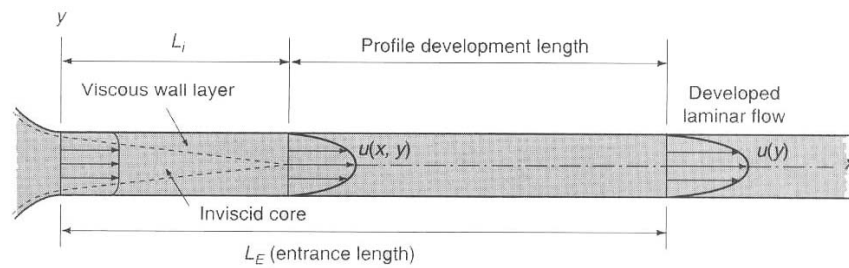 y
L_i
Profile development length
Viscous wall layer
Developed
laminar flow
u(x, y)
u(y)
x
Inviscid core
L_E (entrance length)